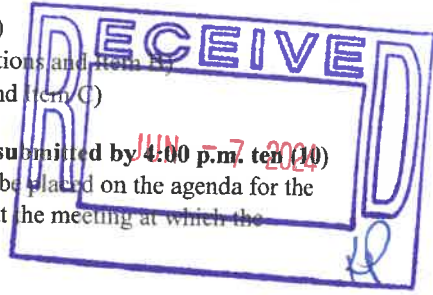 )
RECEIVED
tions and Item B)
nd Item C)
submitted by 4:00 p.m. ten (10)
JUN - 7 2024
be placed on the agenda for the
t the meeting at which the